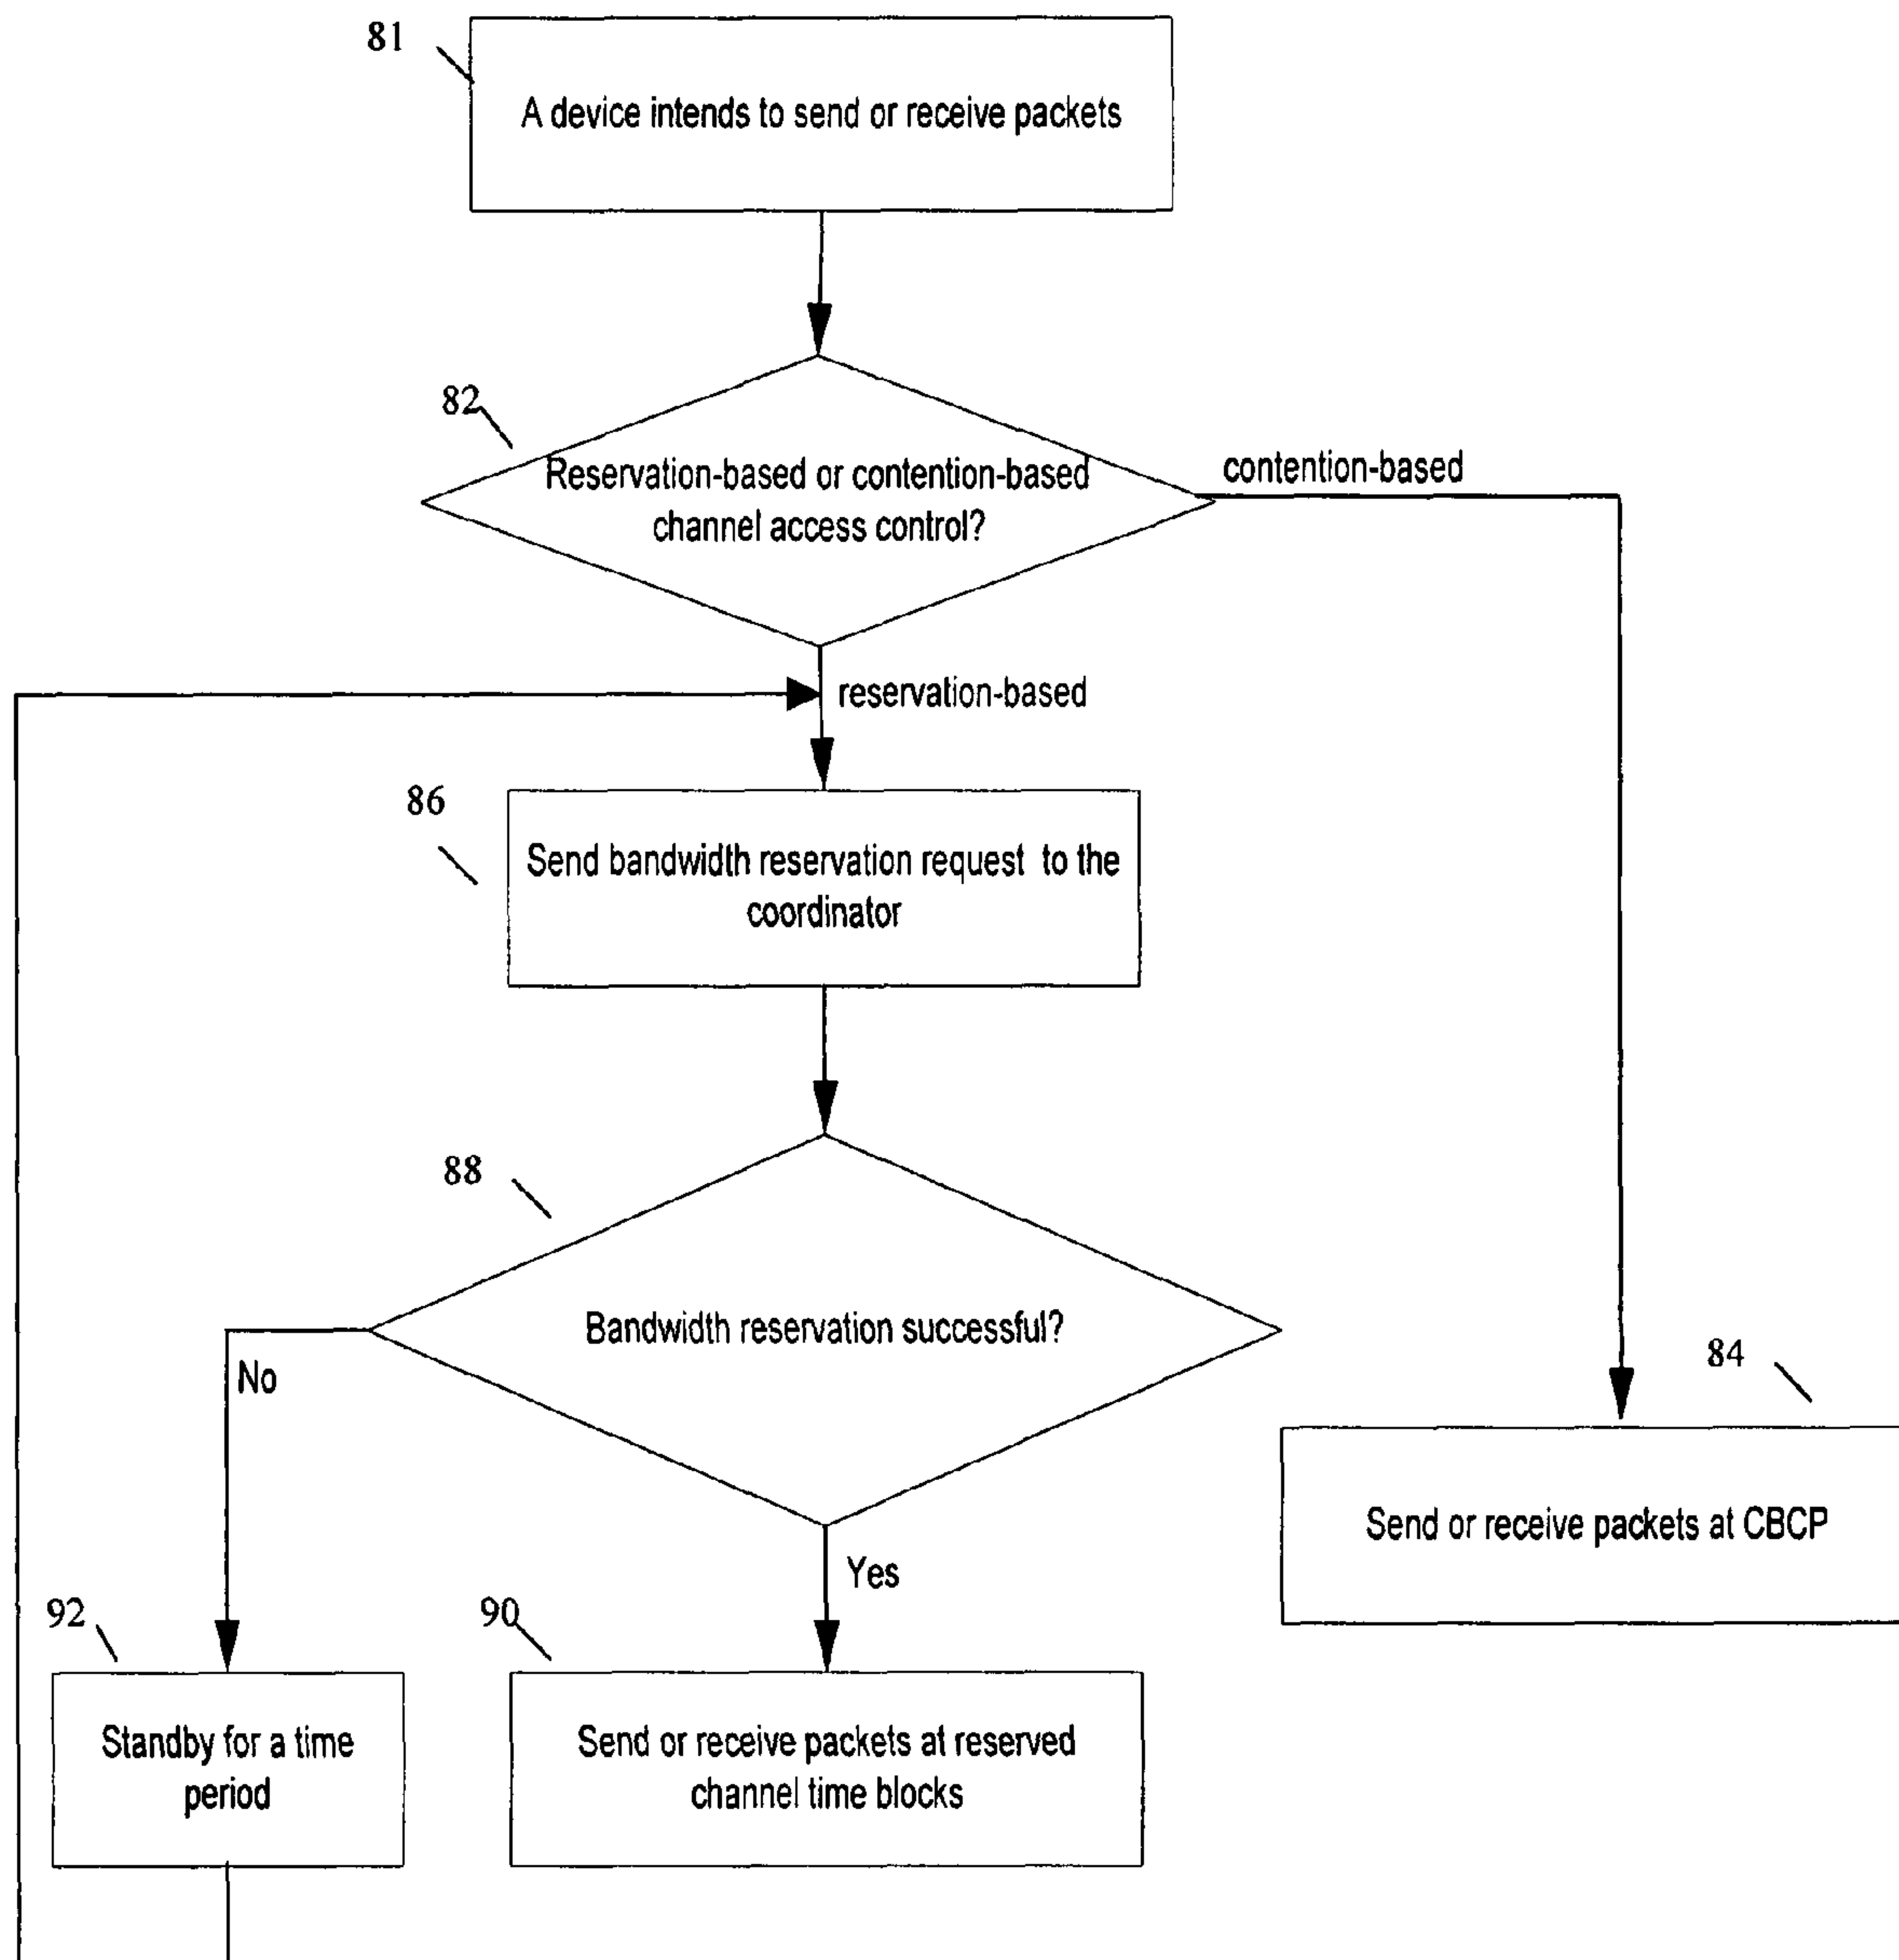 81
A device intends to send or receive packets
82
Reservation-based or contention-based
channel access control?
contention-based
reservation-based
86
Send bandwidth reservation request to the
coordinator
88
Bandwidth reservation successful?
No
84
Send or receive packets at CBCP
Yes
92
90
Standby for a time
period
Send or receive packets at reserved
channel time blocks